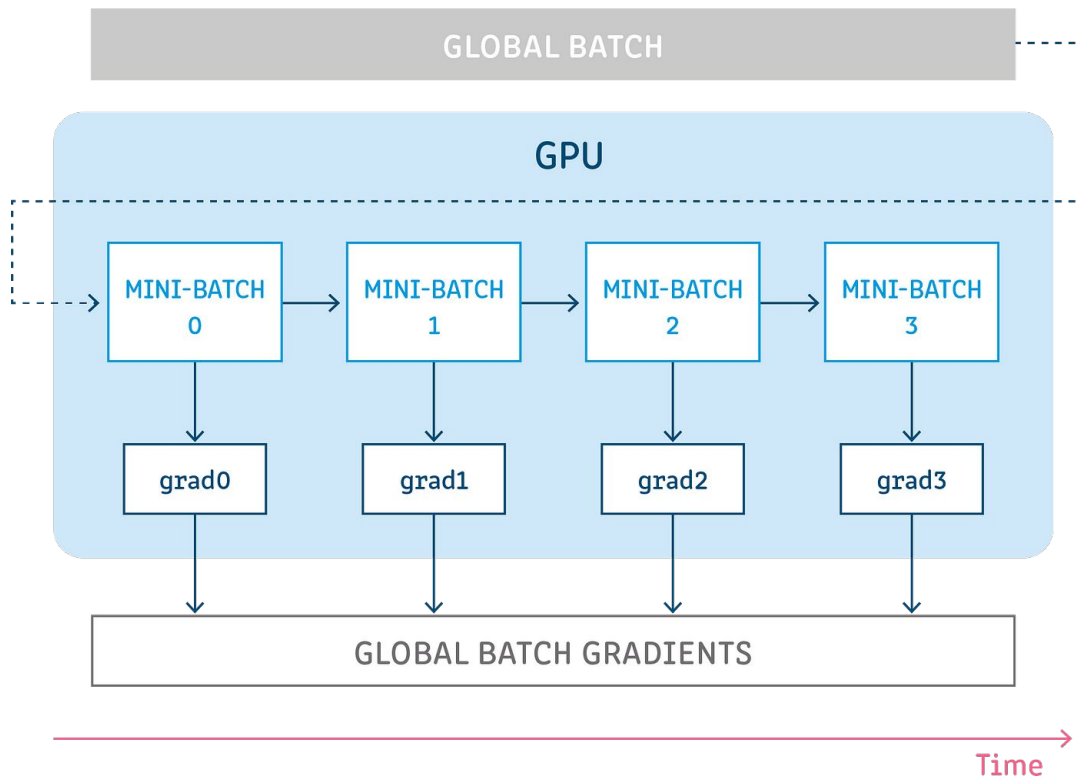 GLOBAL BATCH
GPU
MINI-BATCH
0
MINI-BATCH
1
MINI-BATCH
2
MINI-BATCH
3
grad0
grad1
grad2
grad3
GLOBAL BATCH GRADIENTS
Time